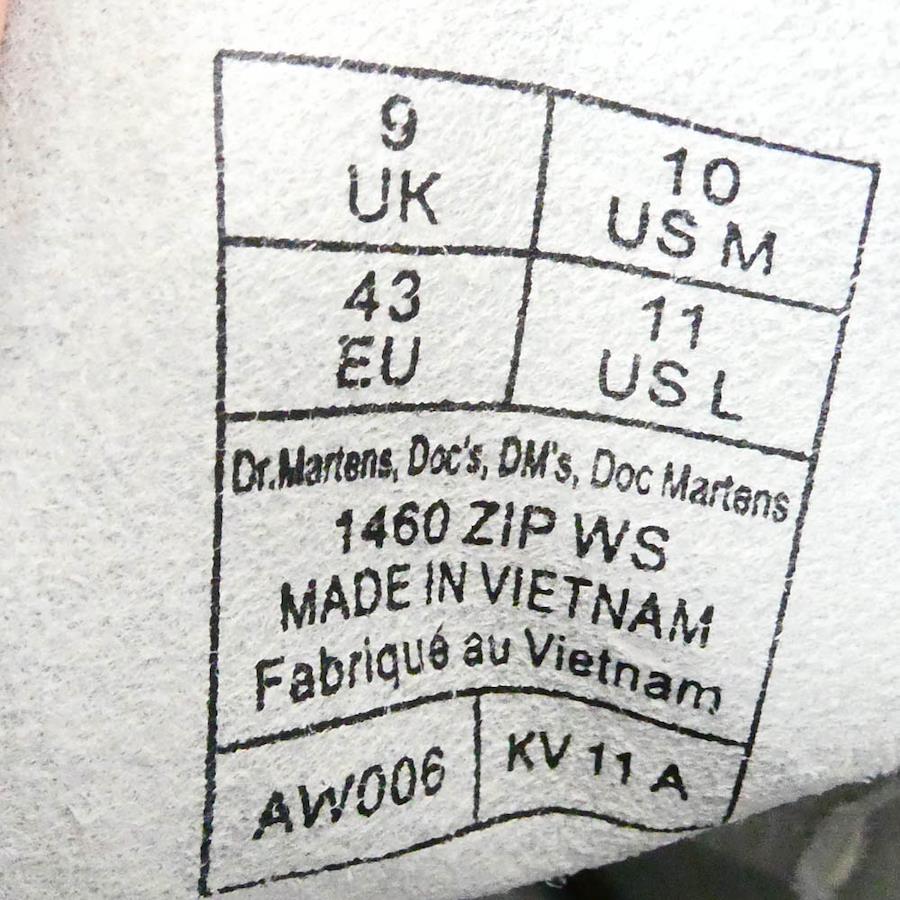 9
UK
10
US M
43
EU
11
US L
Dr.Martens, Doc's, DM's, Doc Martens
1460 ZIP WS
MADE IN VIETNAM
Fabriqué au Vietnam
AW006
KV 11 A